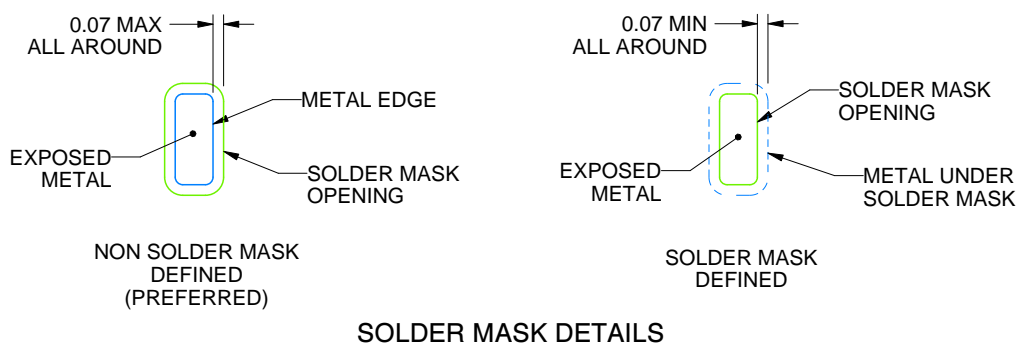 0.07 MAX
ALL AROUND
METAL EDGE
EXPOSED
METAL
SOLDER MASK
OPENING
NON SOLDER MASK
DEFINED
(PREFERRED)
0.07 MIN
ALL AROUND
SOLDER MASK
OPENING
EXPOSED
METAL
METAL UNDER
SOLDER MASK
SOLDER MASK
DEFINED
SOLDER MASK DETAILS